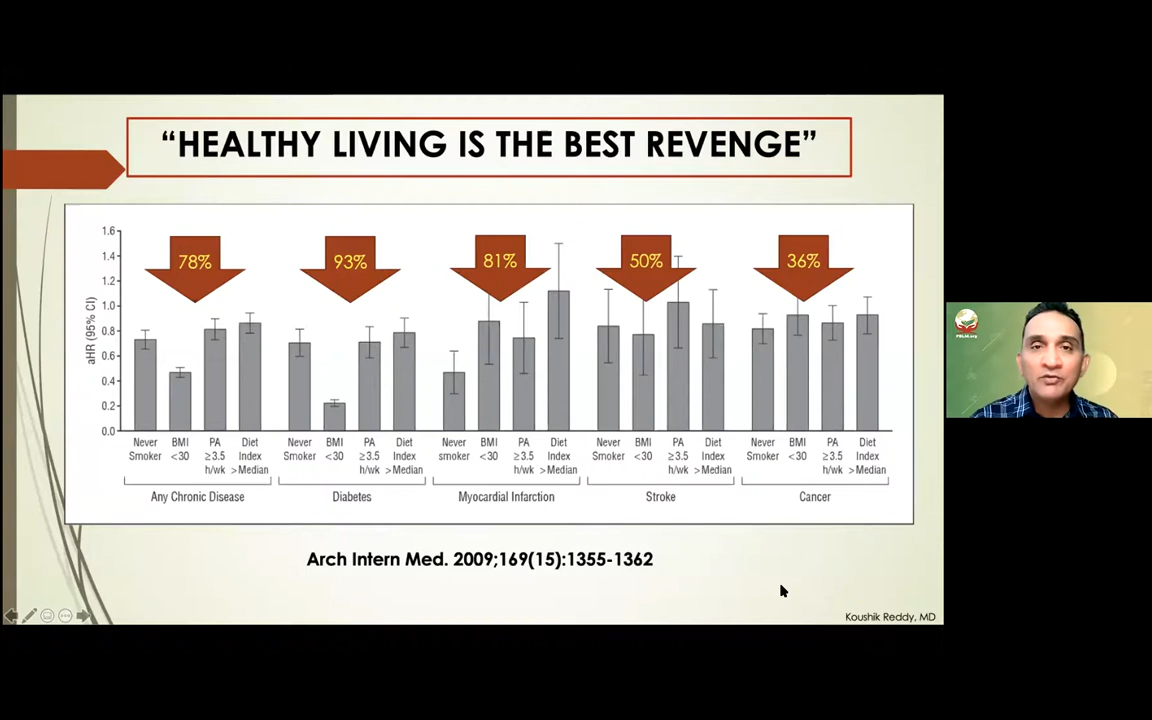 “HEALTHY LIVING IS THE BEST REVENGE”
1.6
1.4
1.2
1.0
0.8
0.6
0.4
0.2
0.0
aHR (95% CI)
78%
93%
81%
50%
36%
Never Smoker
BMI <30
PA ≥3.5 h/wk
Diet Index >Median
Any Chronic Disease
Never Smoker
BMI <30
PA ≥3.5 h/wk
Diet Index >Median
Diabetes
Never smoker
BMI <30
PA ≥3.5 h/wk
Diet Index >Median
Myocardial Infarction
Never Smoker
BMI <30
PA ≥3.5 h/wk
Diet Index >Median
Stroke
Never Smoker
BMI <30
PA ≥3.5 h/wk
Diet Index >Median
Cancer
Arch Intern Med. 2009;169(15):1355-1362
Koushik Reddy, MD